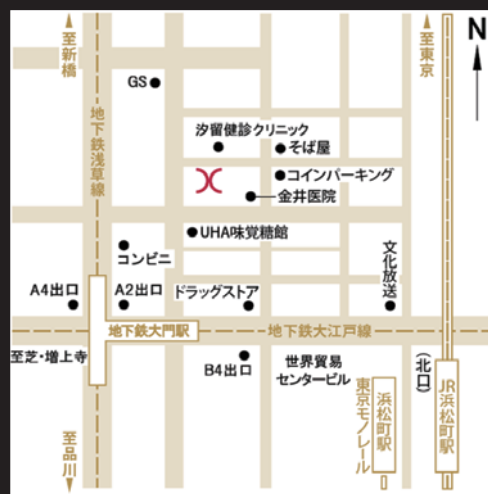 至新橋
至東京
N
GS
地下鉄浅草線
汐留健診クリニック
そば屋
コインパーキング
金井医院
UHA味覚糖館
コンビニ
文化放送
A4出口
A2出口
ドラッグストア
地下鉄大門駅
地下鉄大江戸線
至芝・増上寺
B4出口
世界貿易
センタービル
(北口)
東京モノレール
浜松町駅
JR
浜松町駅
至品川